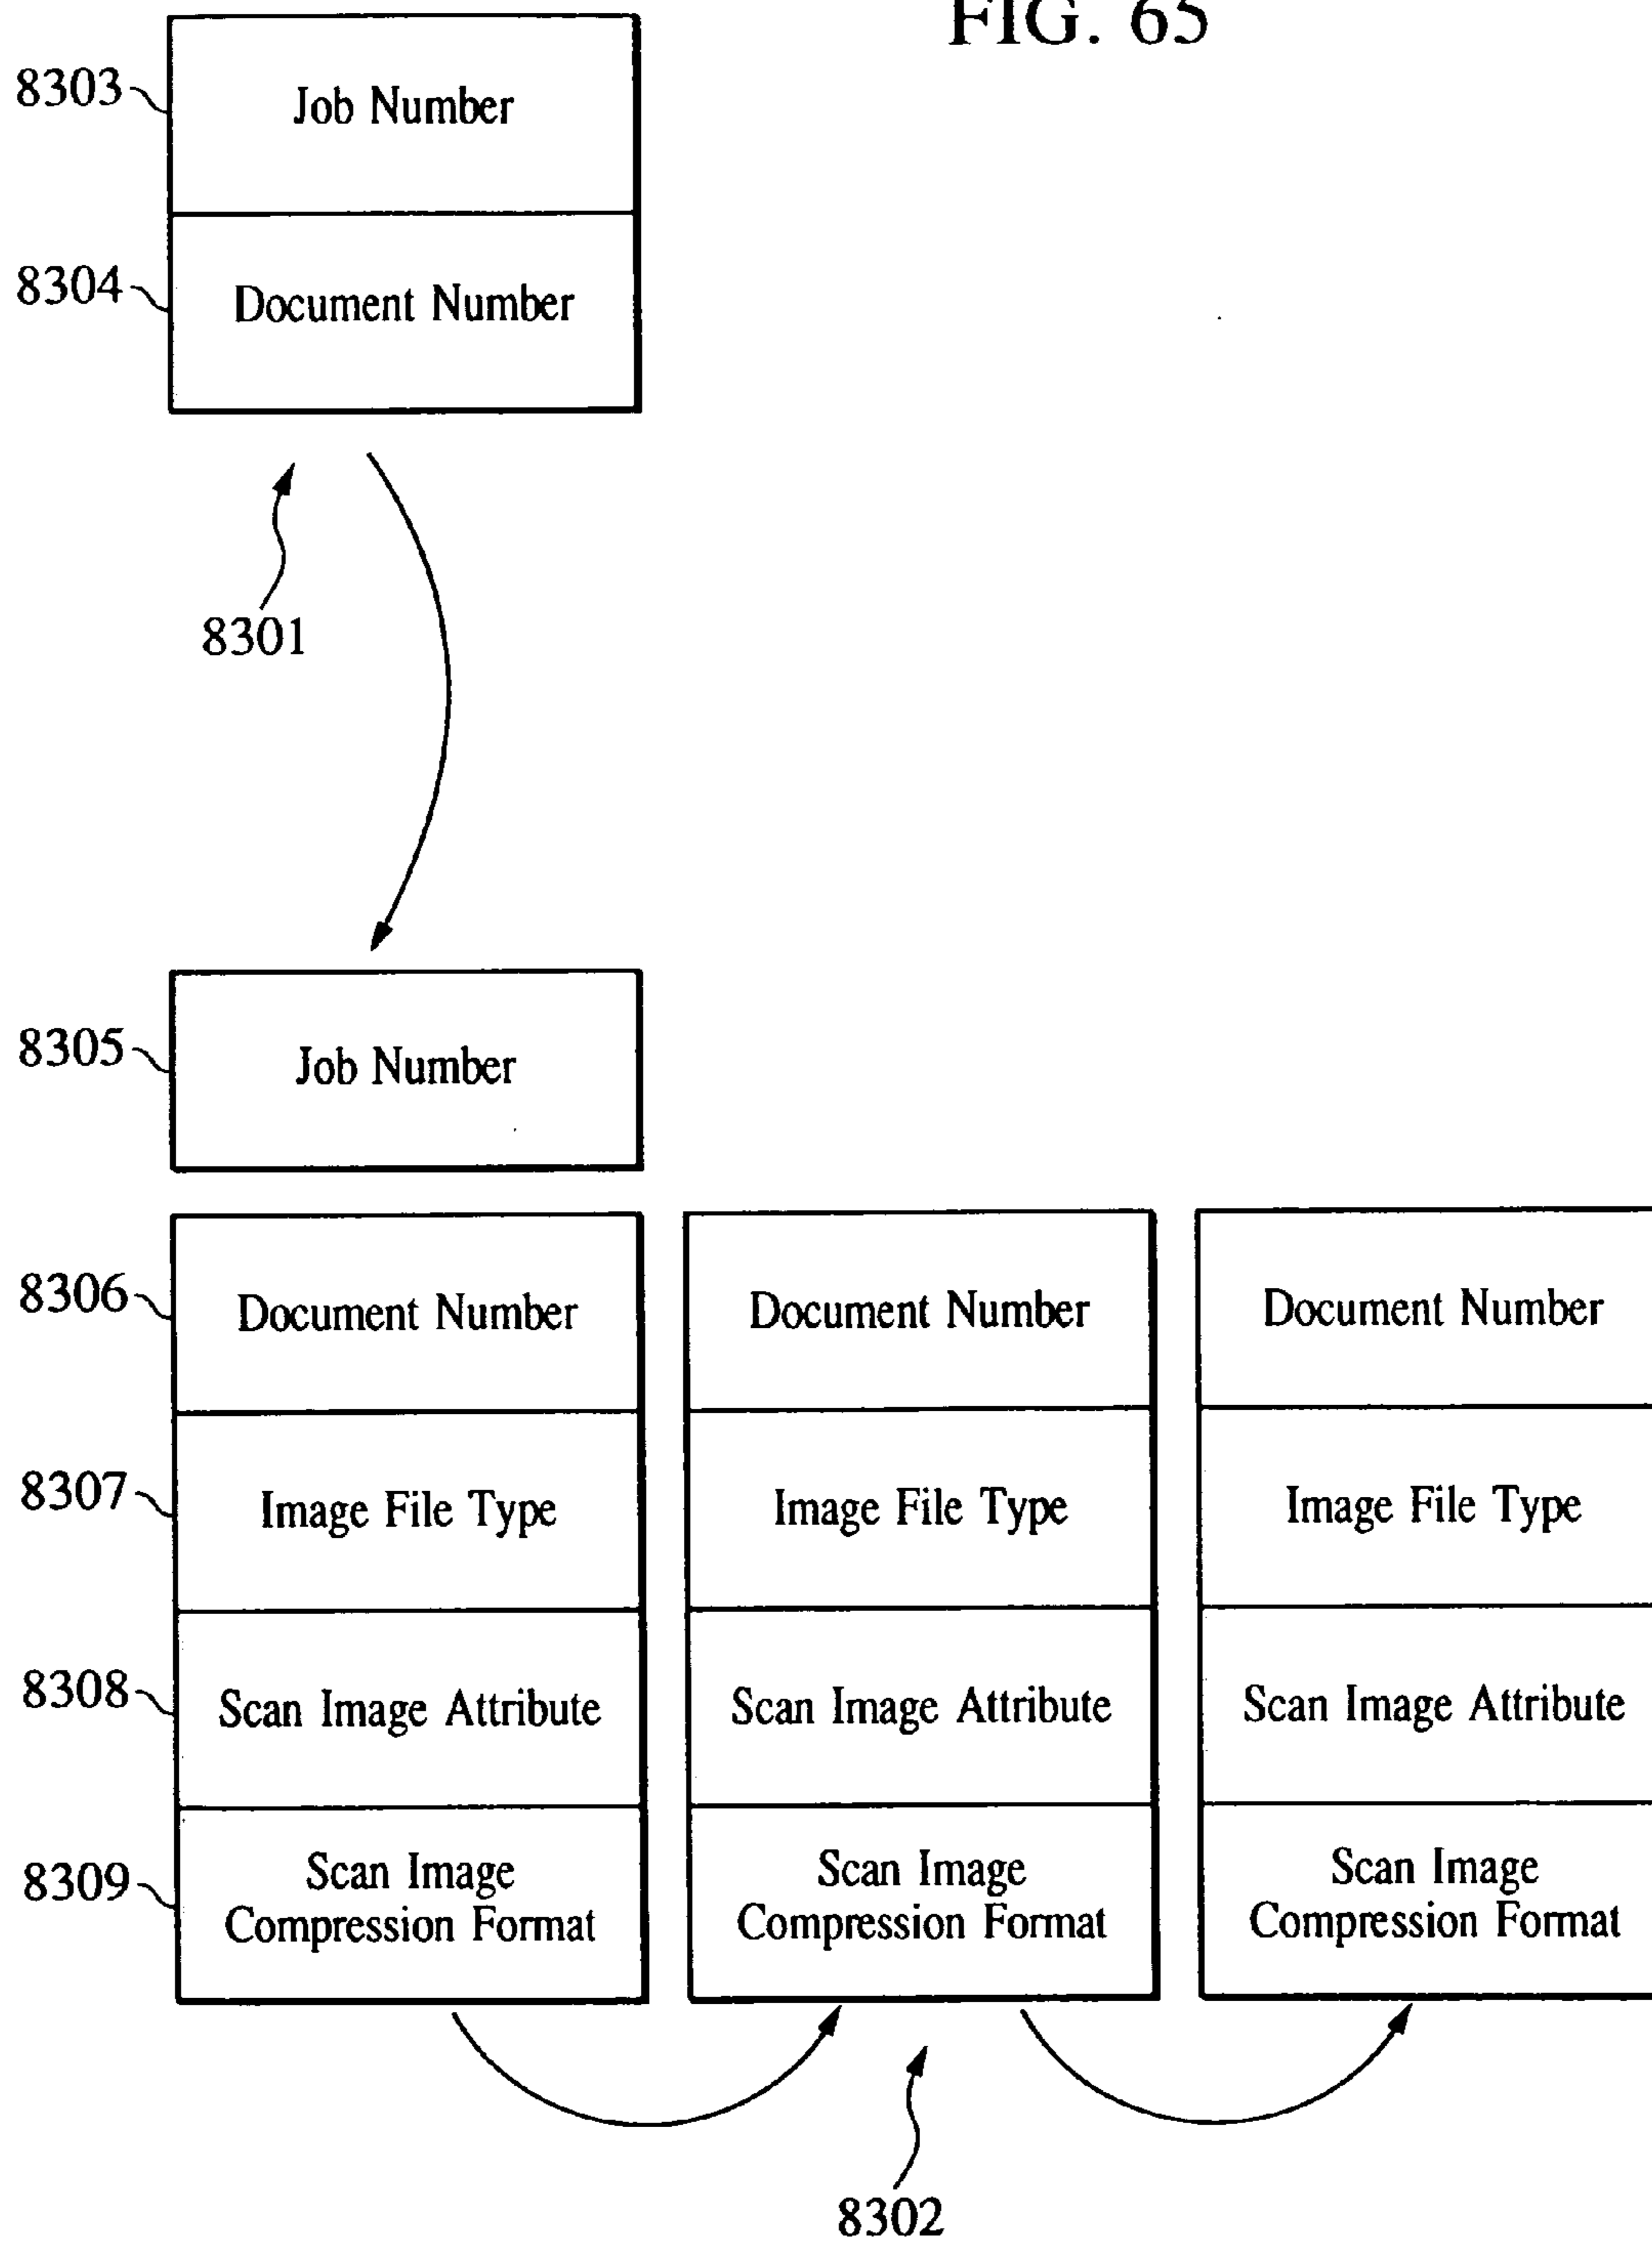 FIG. 65
8303
Job Number
8304
Document Number
8301
8305
Job Number
8306
Document Number
Document Number
Document Number
8307
Image File Type
Image File Type
Image File Type
8308
Scan Image Attribute
Scan Image Attribute
Scan Image Attribute
8309
Scan Image
Compression Format
Scan Image
Compression Format
Scan Image
Compression Format
8302